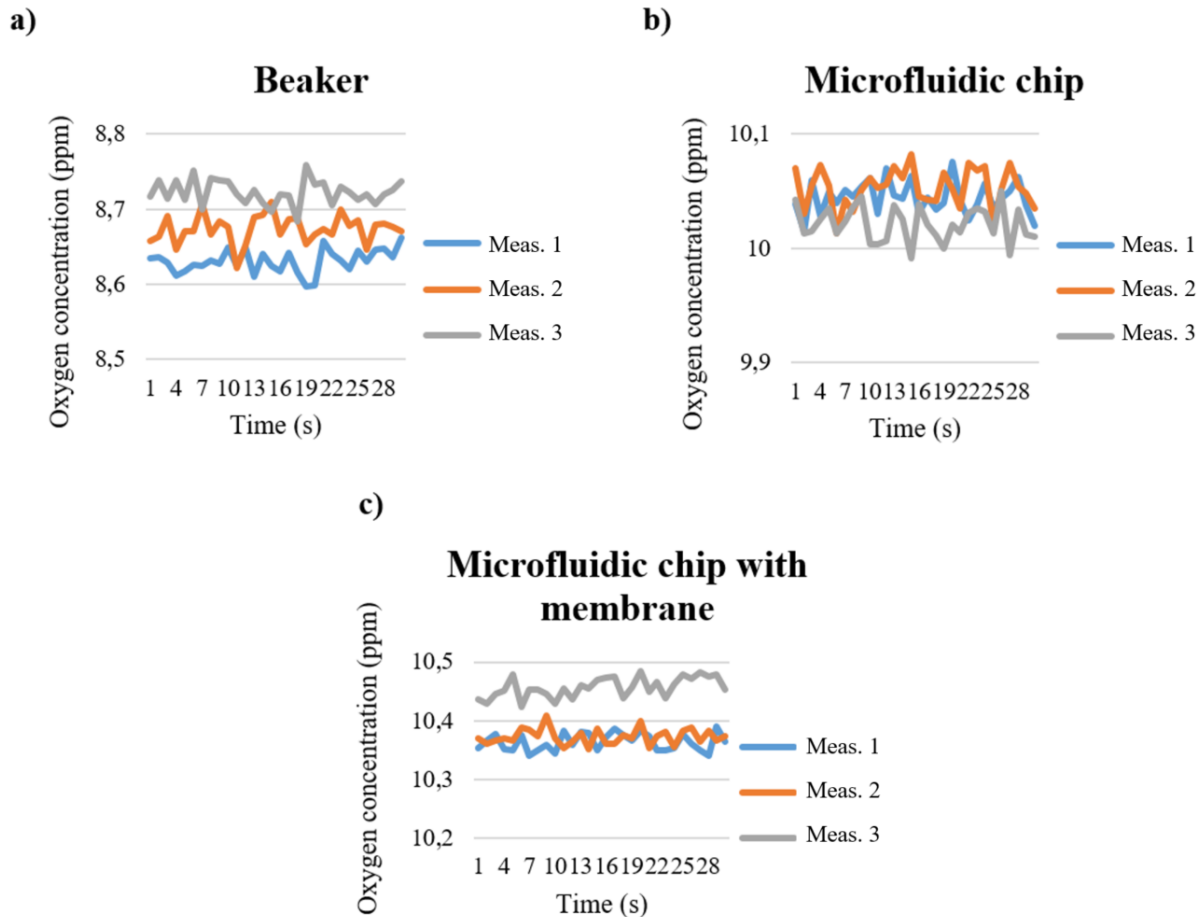 a)
Beaker
Oxygen concentration (ppm)
8,8
8,7
8,6
8,5
1 4 7 10 13 16 19 22 25 28
Time (s)
Meas. 1
Meas. 2
Meas. 3
b)
Microfluidic chip
Oxygen concentration (ppm)
10,1
10
9,9
1 4 7 10 13 16 19 22 25 28
Time (s)
Meas. 1
Meas. 2
Meas. 3
c)
Microfluidic chip with
membrane
Oxygen concentration (ppm)
10,5
10,4
10,3
10,2
1 4 7 10 13 16 19 22 25 28
Time (s)
Meas. 1
Meas. 2
Meas. 3